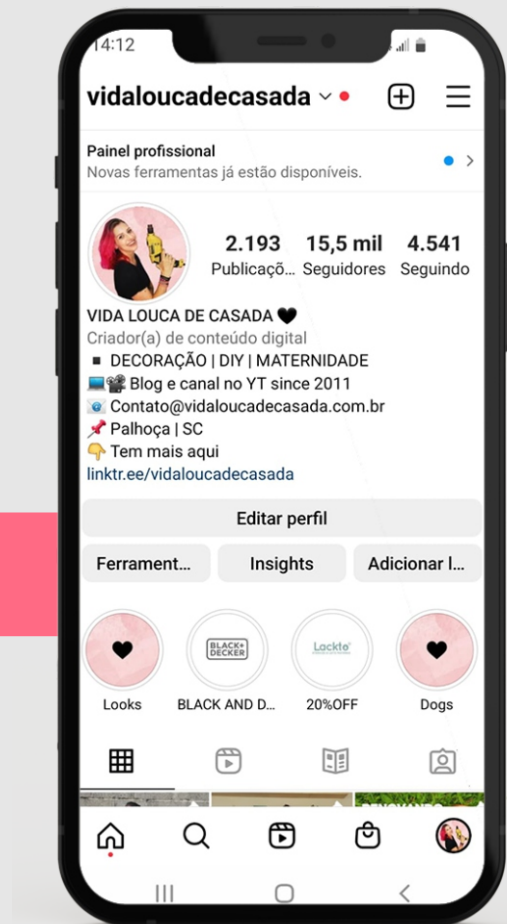 14:12
vidaloucadecasada
Painel profissional
Novas ferramentas já estão disponíveis.
2.193 15,5 mil 4.541
Publicaçõ... Seguidores Seguindo
VIDA LOUCA DE CASADA 🖤
Criador(a) de conteúdo digital
▪ DECORAÇÃO | DIY | MATERNIDADE
💻📽 Blog e canal no YT since 2011
📧 Contato@vidaloucadecasada.com.br
📌 Palhoça | SC
👇 Tem mais aqui
linktr.ee/vidaloucadecasada
Editar perfil
Ferrament... Insights Adicionar l...
BLACK+
DECKER
Lockte
Looks BLACK AND D... 20%OFF Dogs